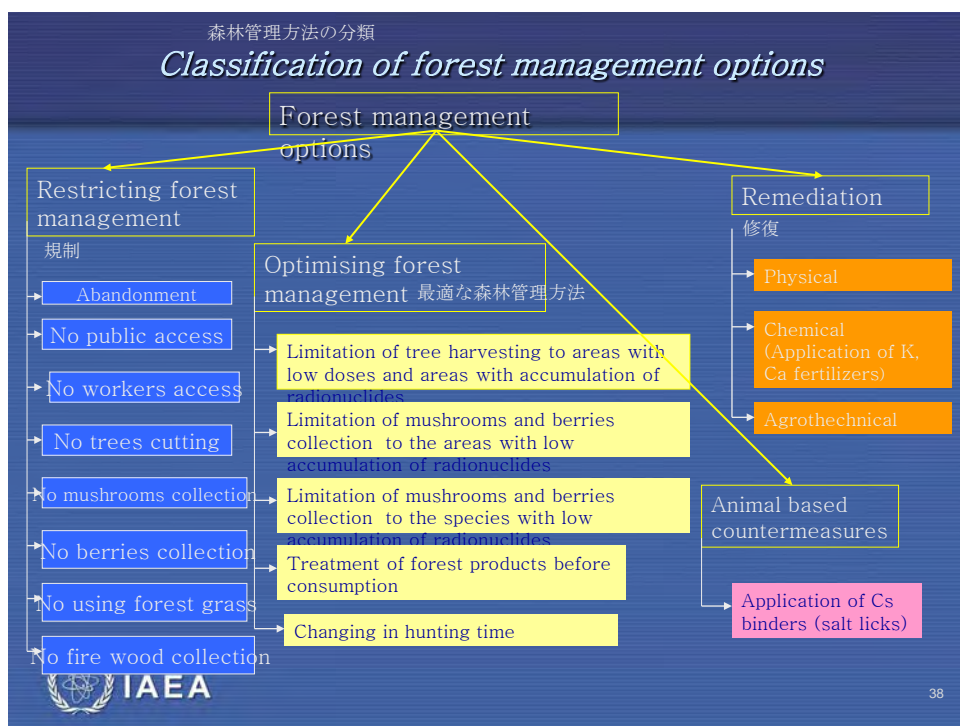 森林管理方法の分類
Classification of forest management options
Forest management
options
Restricting forest
management
規制
Abandonment
No public access
No workers access
No trees cutting
No mushrooms collection
No berries collection
No using forest grass
No fire wood collection
Optimising forest
management 最適な森林管理方法
Limitation of tree harvesting to areas with
low doses and areas with accumulation of
radionuclides
Limitation of mushrooms and berries
collection to the areas with low
accumulation of radionuclides
Limitation of mushrooms and berries
collection to the species with low
accumulation of radionuclides
Treatment of forest products before
consumption
Changing in hunting time
Remediation
修復
Physical
Chemical
(Application of K,
Ca fertilizers)
Agrothechnical
Animal based
countermeasures
Application of Cs
binders (salt licks)
IAEA
38